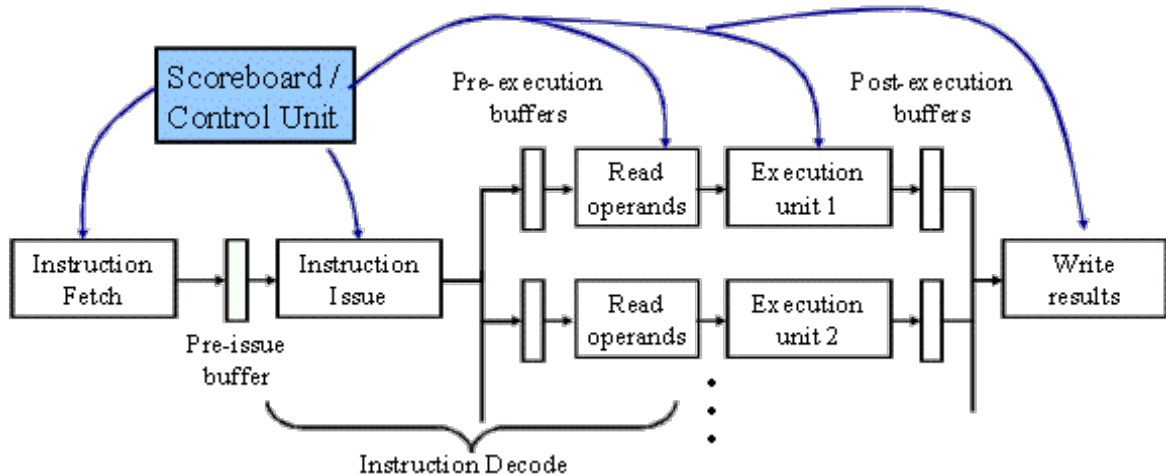 Scoreboard /
Control Unit
Pre-execution
buffers
Post-execution
buffers
Read
operands
Execution
unit 1
Instruction
Fetch
Pre-issue
buffer
Instruction
Issue
Read
operands
Execution
unit 2
Write
results
Instruction Decode